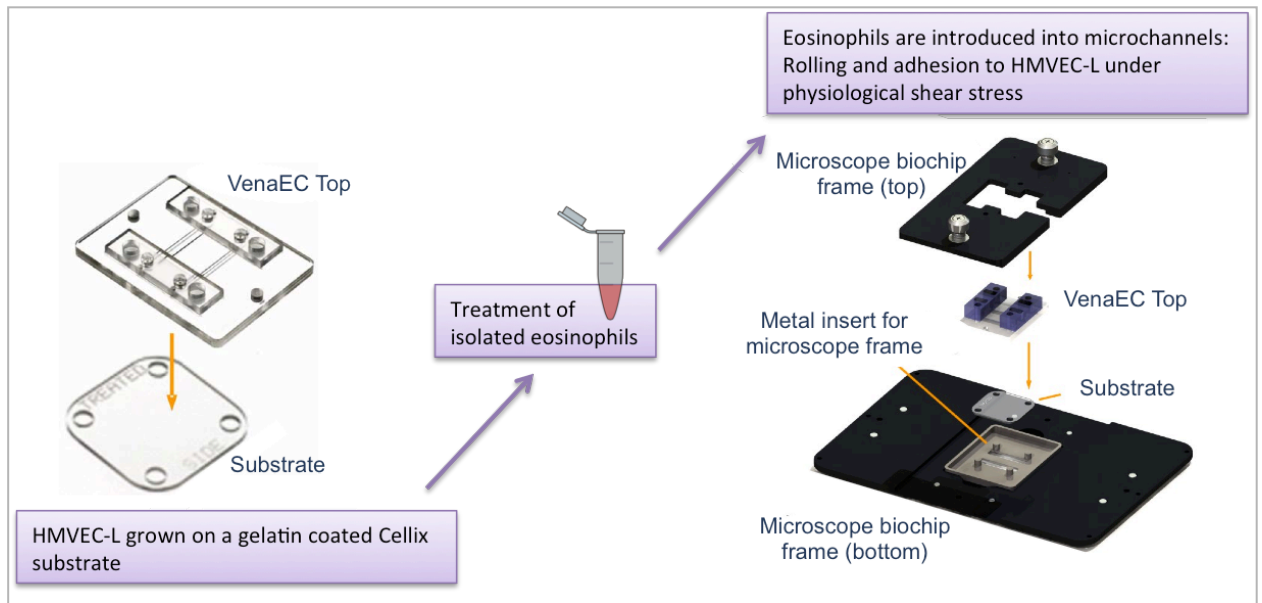 Eosinophils are introduced into microchannels:
Rolling and adhesion to HMVEC-L under
physiological shear stress
VenaEC Top
Microscope biochip
frame (top)
VenaEC Top
Treatment of
isolated eosinophils
Metal insert for
microscope frame
Substrate
TREATED
SIDE
Substrate
HMVEC-L grown on a gelatin coated Cellix
substrate
Microscope biochip
frame (bottom)